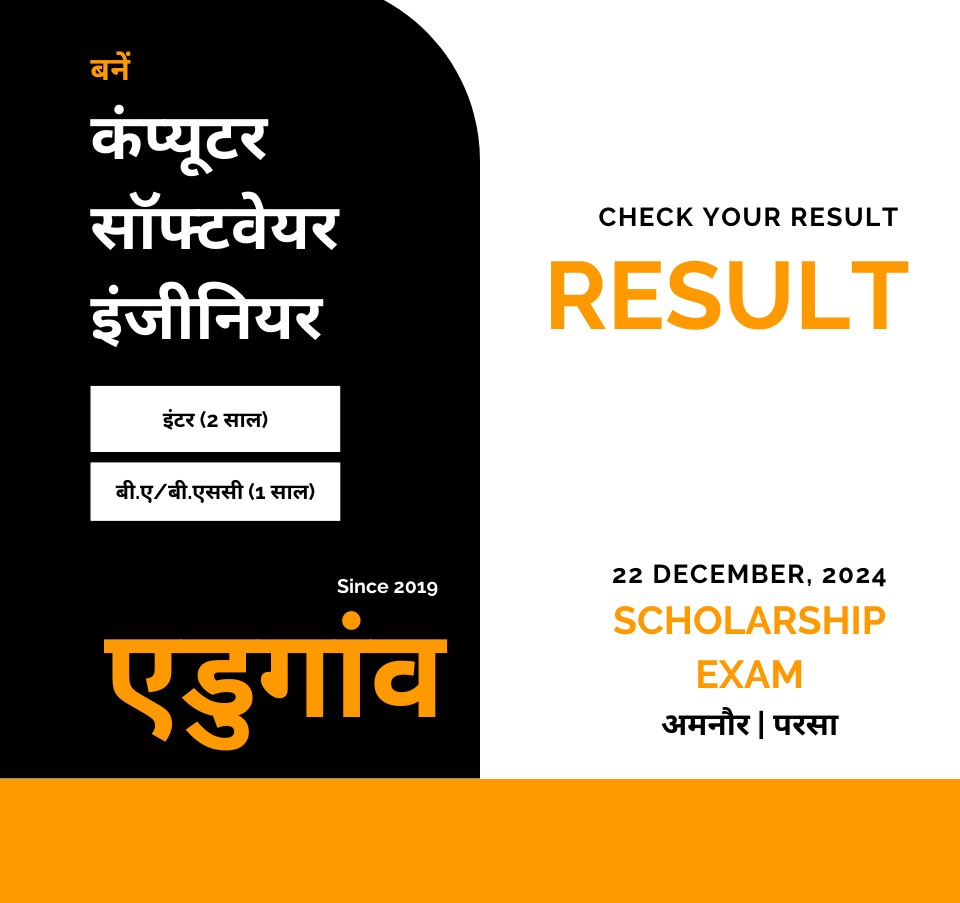 बनें
कंप्यूटर
सॉफ्टवेयर
इंजीनियर
इंटर (2 साल)
बी.ए/बी.एससी (1 साल)
Since 2019
एडुगांव
CHECK YOUR RESULT
RESULT
22 DECEMBER, 2024
SCHOLARSHIP
EXAM
अमनौर | परसा